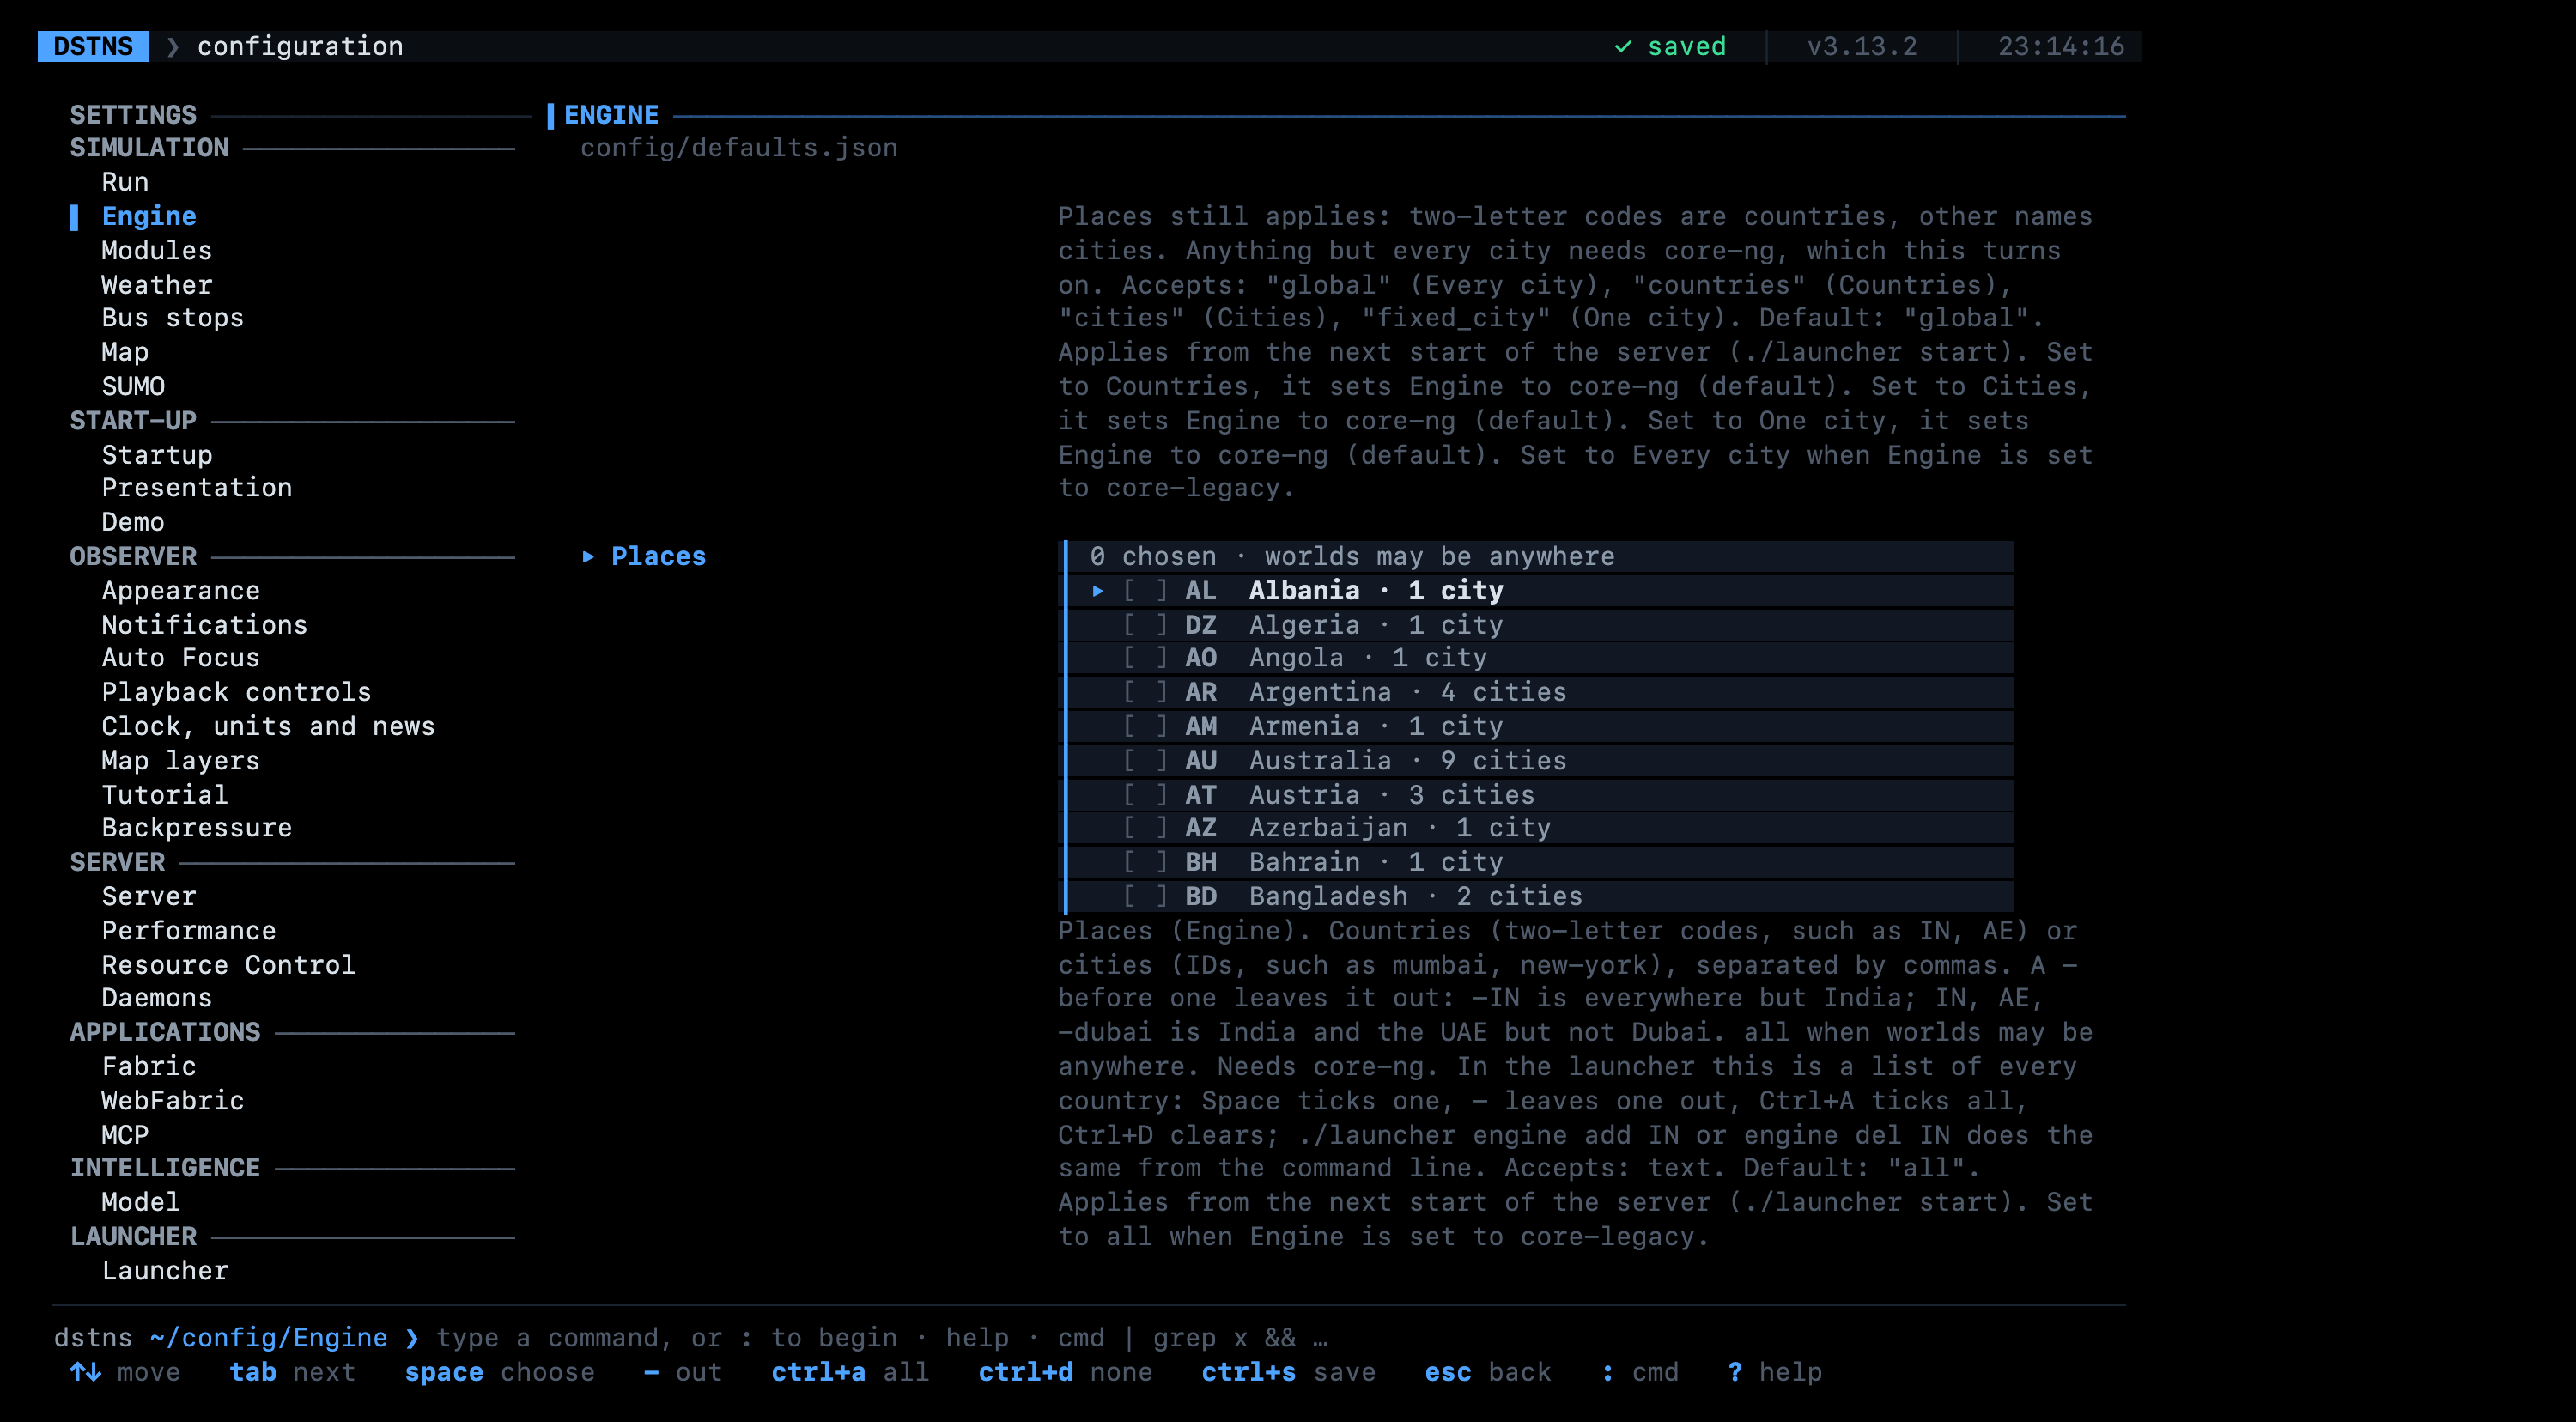 DSTNS ❯ configuration ✓ saved │ v3.13.2 │ 23:14:16
SETTINGS
SIMULATION
Run
Engine
Modules
Weather
Bus stops
Map
SUMO
START-UP
Startup
Presentation
Demo
OBSERVER
Appearance
Notifications
Auto Focus
Playback controls
Clock, units and news
Map layers
Tutorial
Backpressure
SERVER
Server
Performance
Resource Control
Daemons
APPLICATIONS
Fabric
WebFabric
MCP
INTELLIGENCE
Model
LAUNCHER
Launcher
ENGINE
config/defaults.json
Places still applies: two-letter codes are countries, other names
cities. Anything but every city needs core-ng, which this turns
on. Accepts: "global" (Every city), "countries" (Countries),
"cities" (Cities), "fixed_city" (One city). Default: "global".
Applies from the next start of the server (./launcher start). Set
to Countries, it sets Engine to core-ng (default). Set to Cities,
it sets Engine to core-ng (default). Set to One city, it sets
Engine to core-ng (default). Set to Every city when Engine is set
to core-legacy.
▸ Places
0 chosen · worlds may be anywhere
▸ [ ] AL Albania · 1 city
[ ] DZ Algeria · 1 city
[ ] AO Angola · 1 city
[ ] AR Argentina · 4 cities
[ ] AM Armenia · 1 city
[ ] AU Australia · 9 cities
[ ] AT Austria · 3 cities
[ ] AZ Azerbaijan · 1 city
[ ] BH Bahrain · 1 city
[ ] BD Bangladesh · 2 cities
Places (Engine). Countries (two-letter codes, such as IN, AE) or
cities (IDs, such as mumbai, new-york), separated by commas. A -
before one leaves it out: -IN is everywhere but India; IN, AE,
-dubai is India and the UAE but not Dubai. all when worlds may be
anywhere. Needs core-ng. In the launcher this is a list of every
country: Space ticks one, - leaves one out, Ctrl+A ticks all,
Ctrl+D clears; ./launcher engine add IN or engine del IN does the
same from the command line. Accepts: text. Default: "all".
Applies from the next start of the server (./launcher start). Set
to all when Engine is set to core-legacy.
dstns ~/config/Engine ❯ type a command, or : to begin · help · cmd | grep x && …
↑↓ move tab next space choose - out ctrl+a all ctrl+d none ctrl+s save esc back : cmd ? help